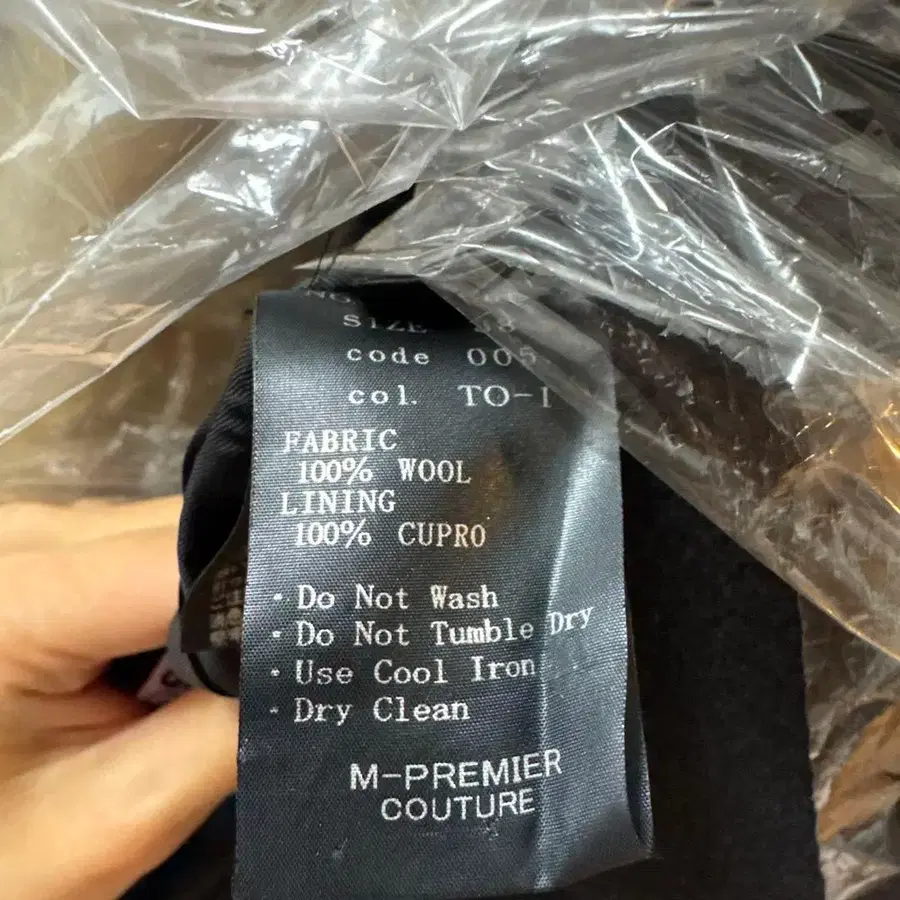 SIZE 38
code 005
col. TO-1
FABRIC
100% WOOL
LINING
100% CUPRO
· Do Not Wash
· Do Not Tumble Dry
· Use Cool Iron
· Dry Clean
M-PREMIER
COUTURE